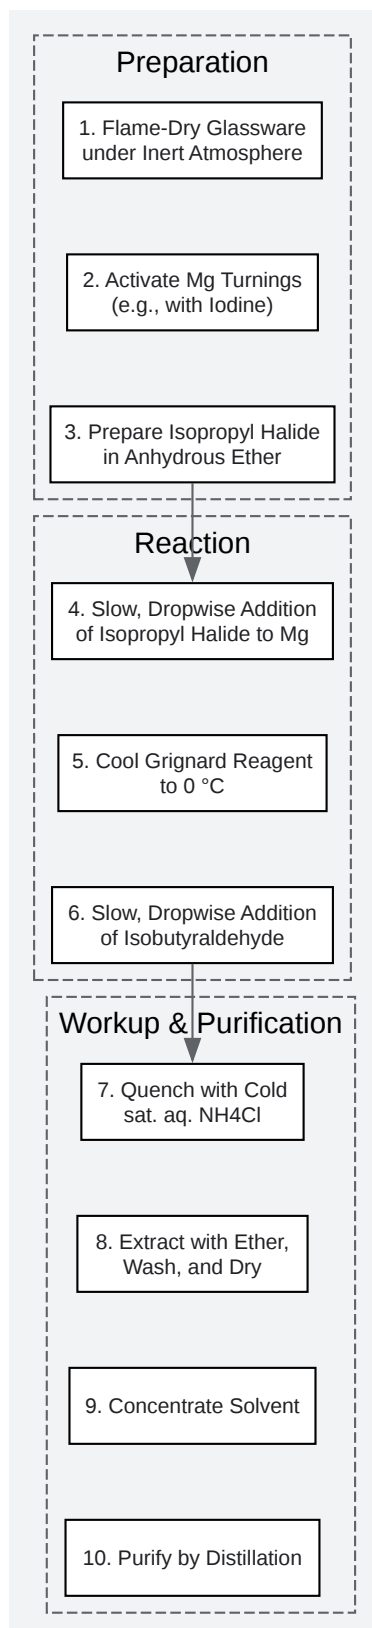 Preparation
1. Flame-Dry Glassware
under Inert Atmosphere
2. Activate Mg Turnings
(e.g., with Iodine)
3. Prepare Isopropyl Halide
in Anhydrous Ether
Reaction
4. Slow, Dropwise Addition
of Isopropyl Halide to Mg
5. Cool Grignard Reagent
to 0 °C
6. Slow, Dropwise Addition
of Isobutyraldehyde
Workup & Purification
7. Quench with Cold
sat. aq. NH4Cl
8. Extract with Ether,
Wash, and Dry
9. Concentrate Solvent
10. Purify by Distillation